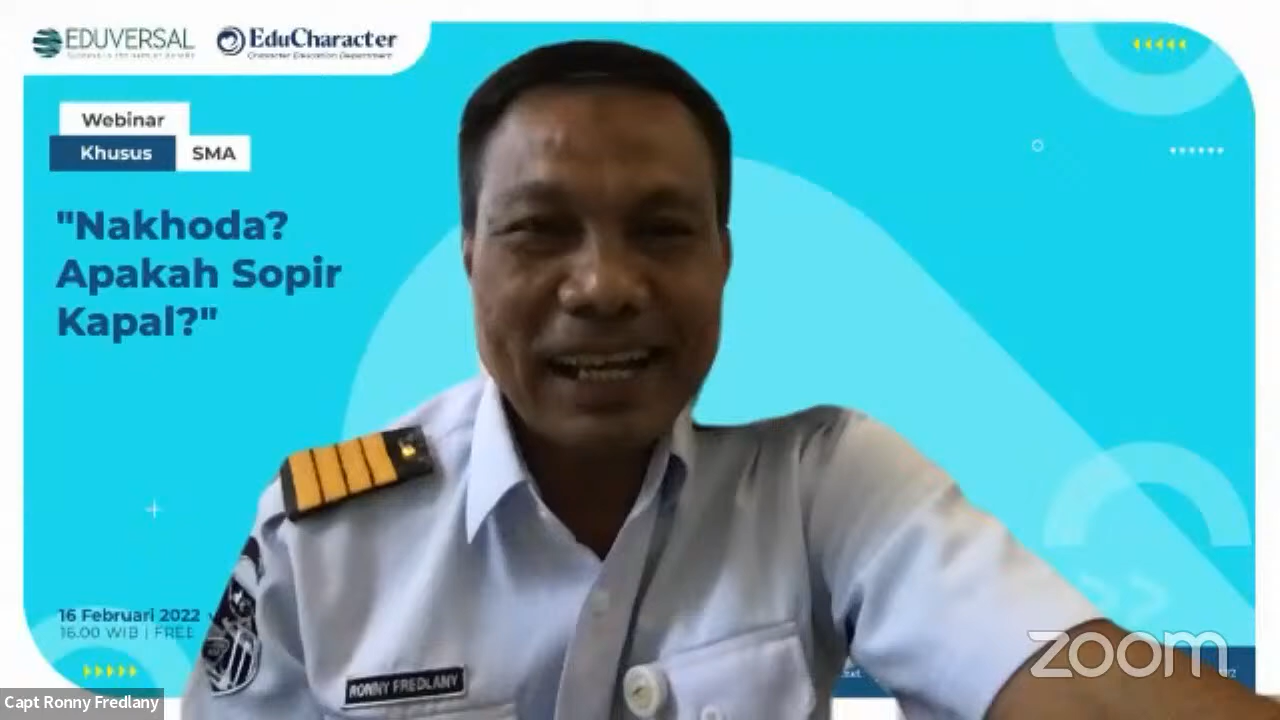 EDUVERSAL
EduCharacter
Character Education Department
Webinar
Khusus SMA
"Nakhoda?
Apakah Sopir
Kapal?"
16 Februari 2022
16.00 WIB | FREE
RONNY FREDLANY
zoom
Capt Ronny Fredlany